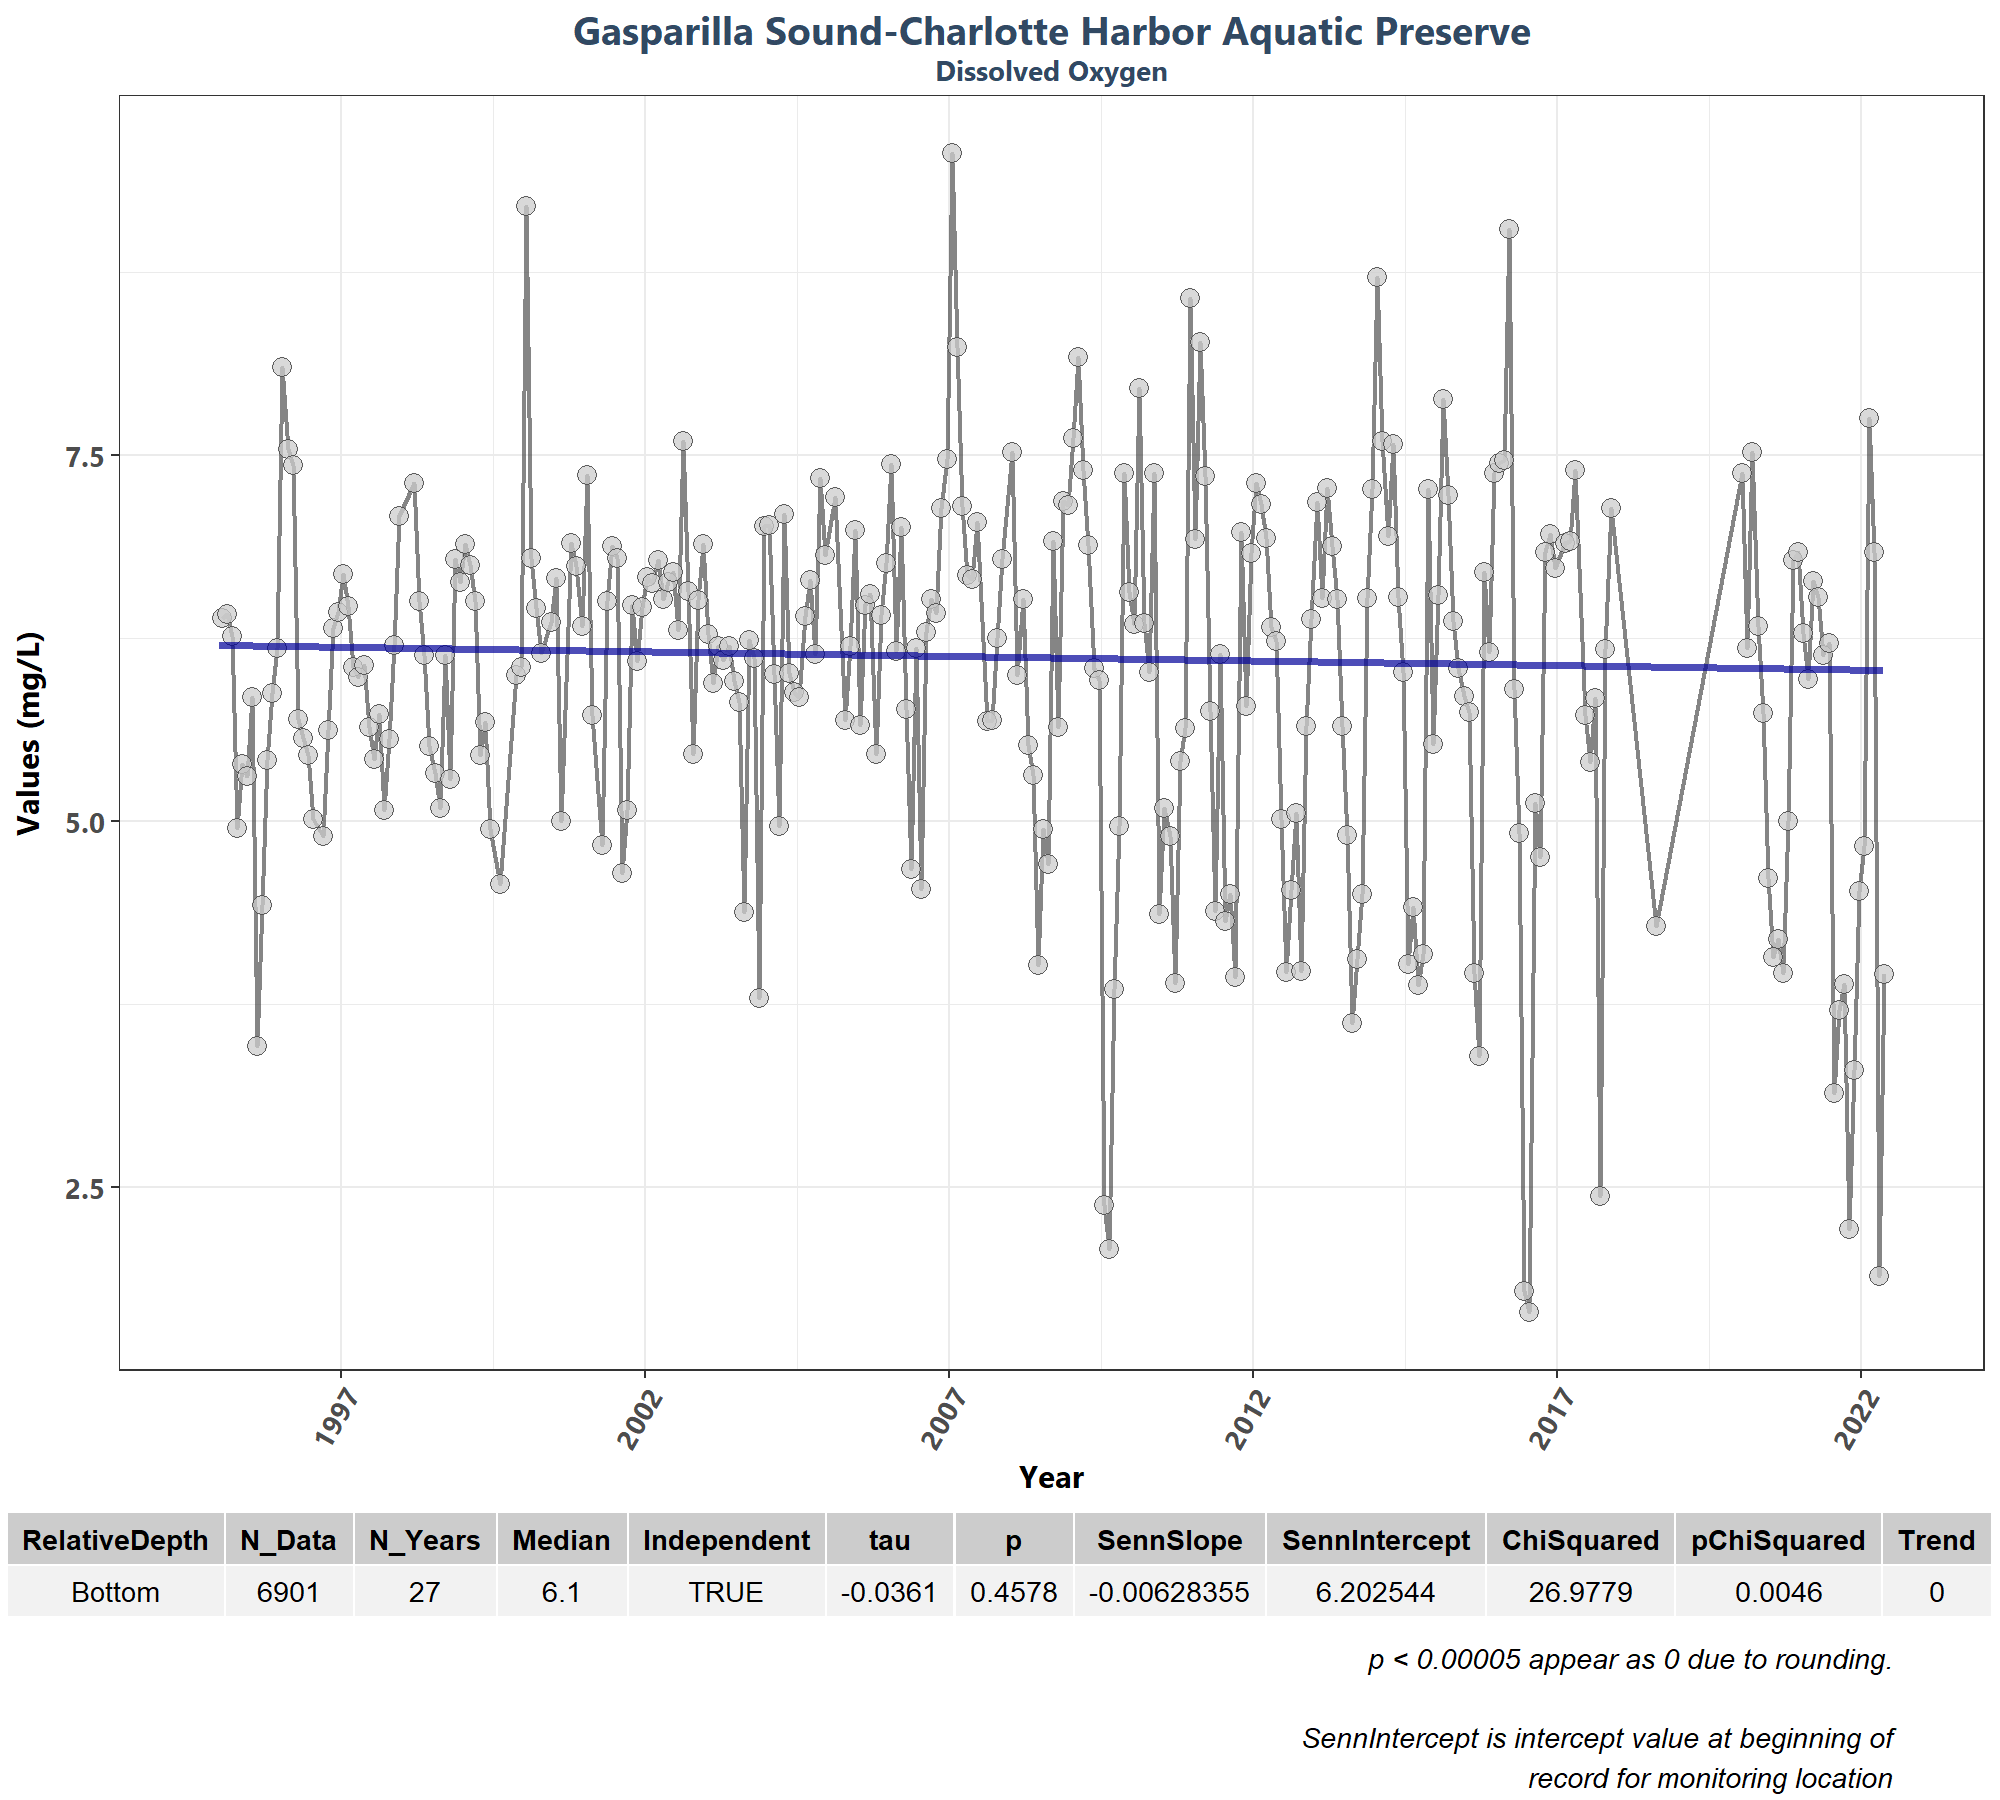 Gasparilla Sound-Charlotte Harbor Aquatic Preserve
Dissolved Oxygen
Values (mg/L)
7.5
5.0
2.5
1997 2002 2007 2012 2017 2022
Year
RelativeDepth N_Data N_Years Median Independent tau p SennSlope SennIntercept ChiSquared pChiSquared Trend
Bottom 6901 27 6.1 TRUE -0.0361 0.4578 -0.00628355 6.202544 26.9779 0.0046 0
p < 0.00005 appear as 0 due to rounding.
SennIntercept is intercept value at beginning of
record for monitoring location